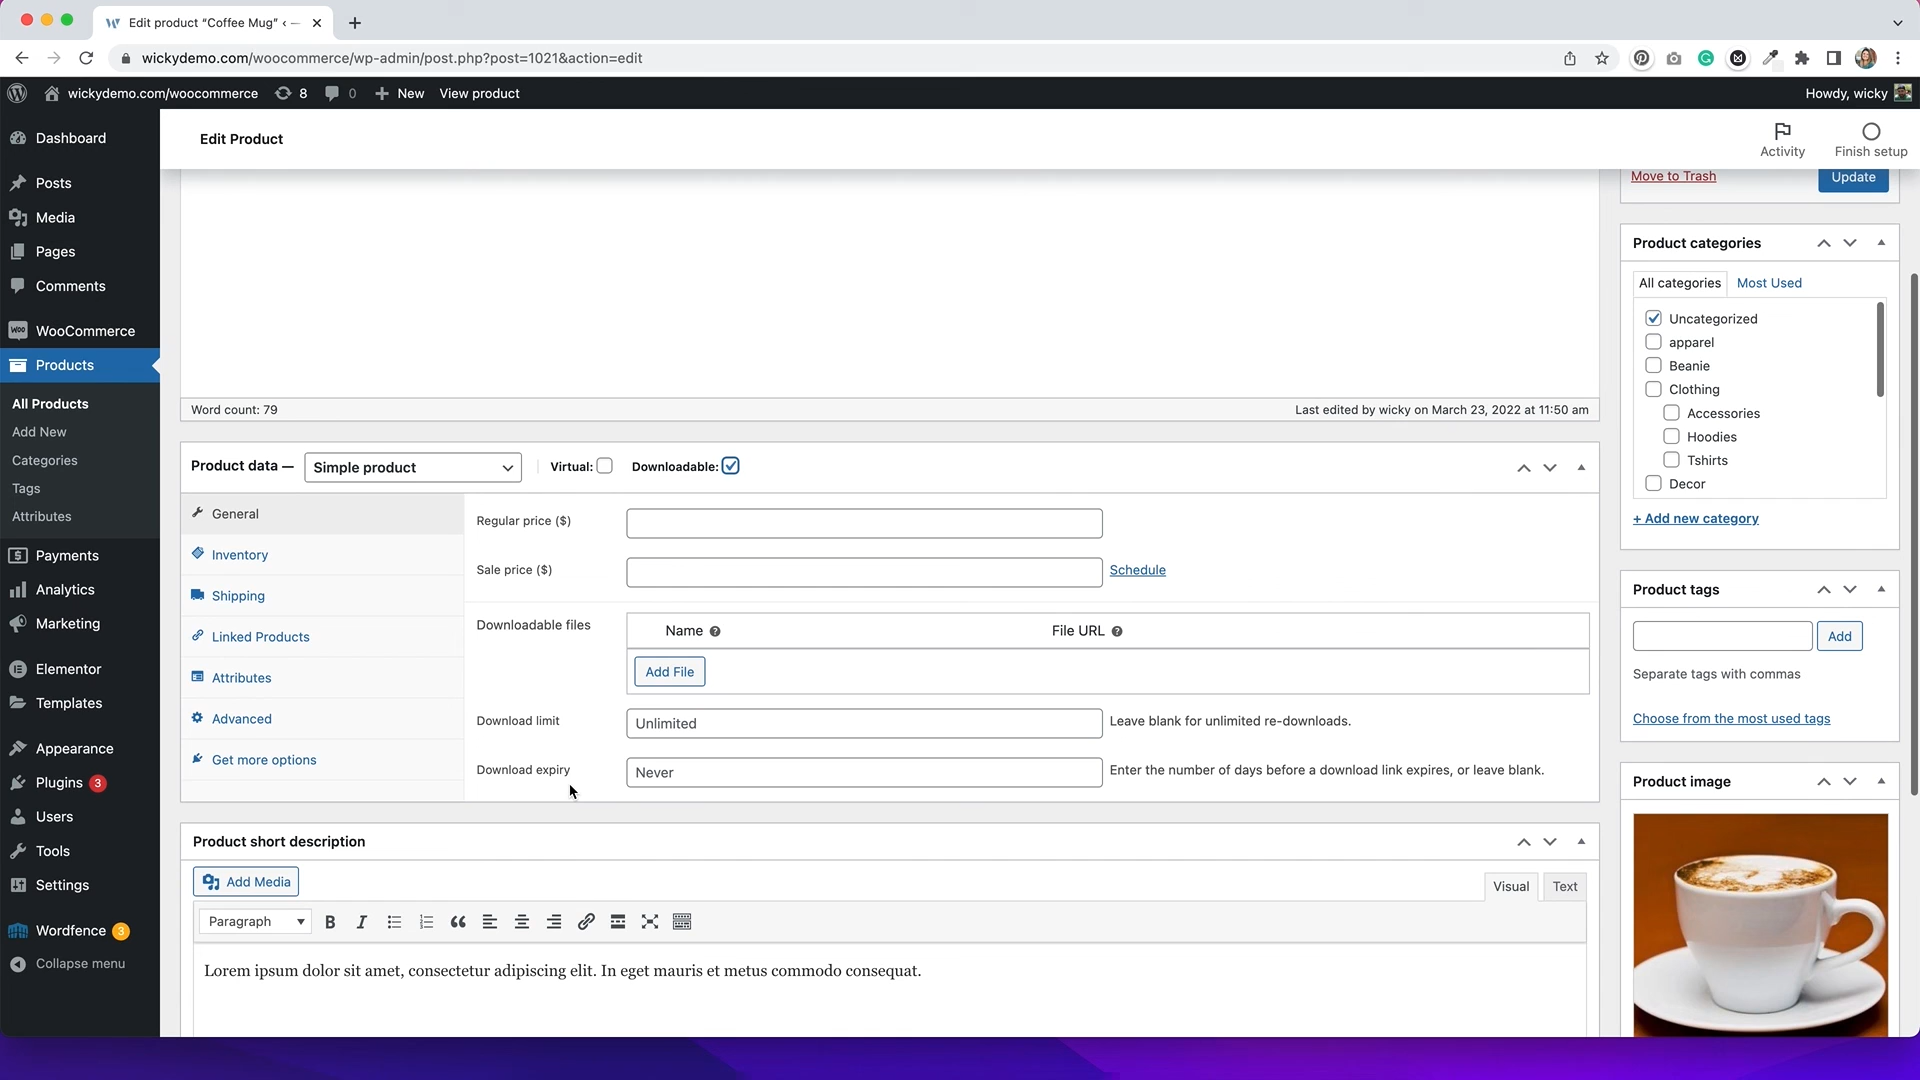 Edit product “Coffee Mug” ‹ —
wickydemo.com/woocommerce/wp-admin/post.php?post=1021&action=edit
wickydemo.com/woocommerce 8 0 New View product Howdy, wicky
Edit Product
Activity
Finish setup
Dashboard
Posts
Media
Pages
Comments
WooCommerce
Products
All Products
Add New
Categories
Tags
Attributes
Payments
Analytics
Marketing
Elementor
Templates
Appearance
Plugins 3
Users
Tools
Settings
Wordfence 3
Collapse menu
Word count: 79
Last edited by wicky on March 23, 2022 at 11:50 am
Product data —
Simple product
Virtual:
Downloadable:
General
Inventory
Shipping
Linked Products
Attributes
Advanced
Get more options
Regular price ($)
Sale price ($)
Schedule
Downloadable files
Name
File URL
Add File
Download limit
Unlimited
Leave blank for unlimited re-downloads.
Download expiry
Never
Enter the number of days before a download link expires, or leave blank.
Product short description
Add Media
Visual
Text
Paragraph
Lorem ipsum dolor sit amet, consectetur adipiscing elit. In eget mauris et metus commodo consequat.
Move to Trash
Update
Product categories
All categories
Most Used
Uncategorized
apparel
Beanie
Clothing
Accessories
Hoodies
Tshirts
Decor
+ Add new category
Product tags
Add
Separate tags with commas
Choose from the most used tags
Product image